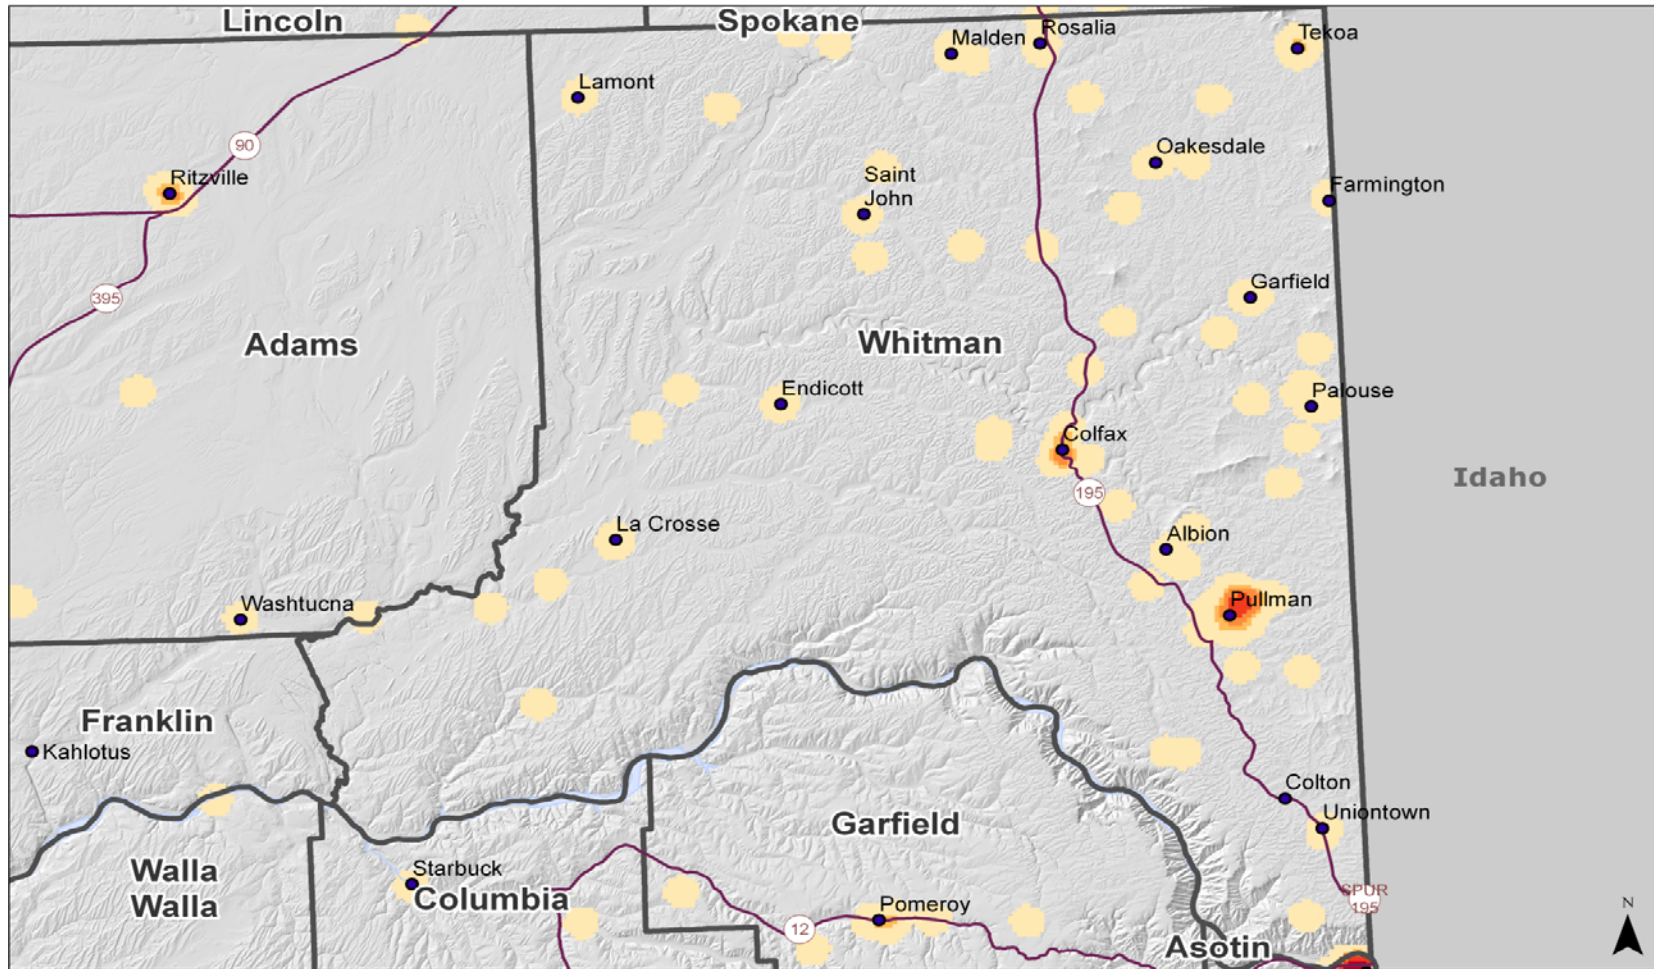 Lincoln
Spokane
Malden
Rosalia
Tekoa
Lamont
90
Oakesdale
Ritzville
Saint
John
Farmington
Garfield
395
Adams
Whitman
Endicott
Palouse
Colfax
Idaho
195
La Crosse
Albion
Washtucna
Pullman
Franklin
Kahlotus
Colton
Uniontown
Garfield
Walla
Walla
Starbuck
Columbia
SPUR
195
Pomeroy
12
N
Asotin